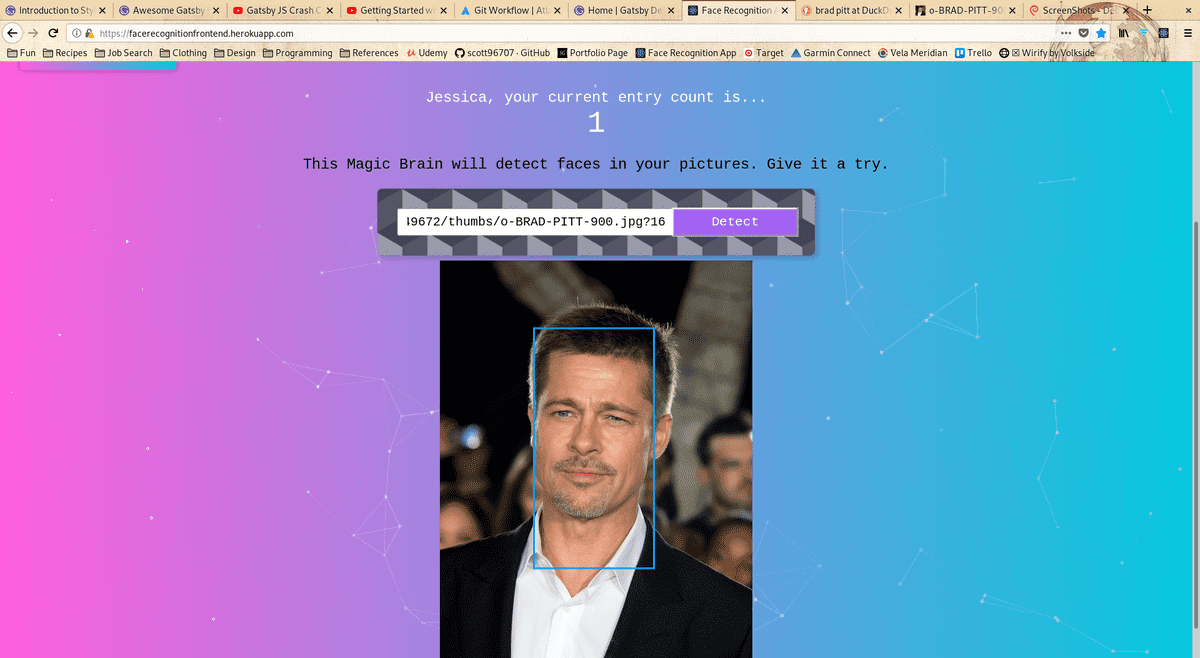 Introduction to Sty
Awesome Gatsby
Gatsby JS Crash C
Getting Started w
Git Workflow | Atl
Home | Gatsby De
Face Recognition A
brad pitt at DuckD
o-BRAD-PITT-90
ScreenShots - De
https://facerecognitionfrontend.herokuapp.com
Fun
Recipes
Job Search
Clothing
Design
Programming
References
Udemy
scott96707 · GitHub
Portfolio Page
Face Recognition App
Target
Garmin Connect
Vela Meridian
Trello
Wirify by Volkside
Jessica, your current entry count is...
1
This Magic Brain will detect faces in your pictures. Give it a try.
49672/thumbs/o-BRAD-PITT-900.jpg?16
Detect